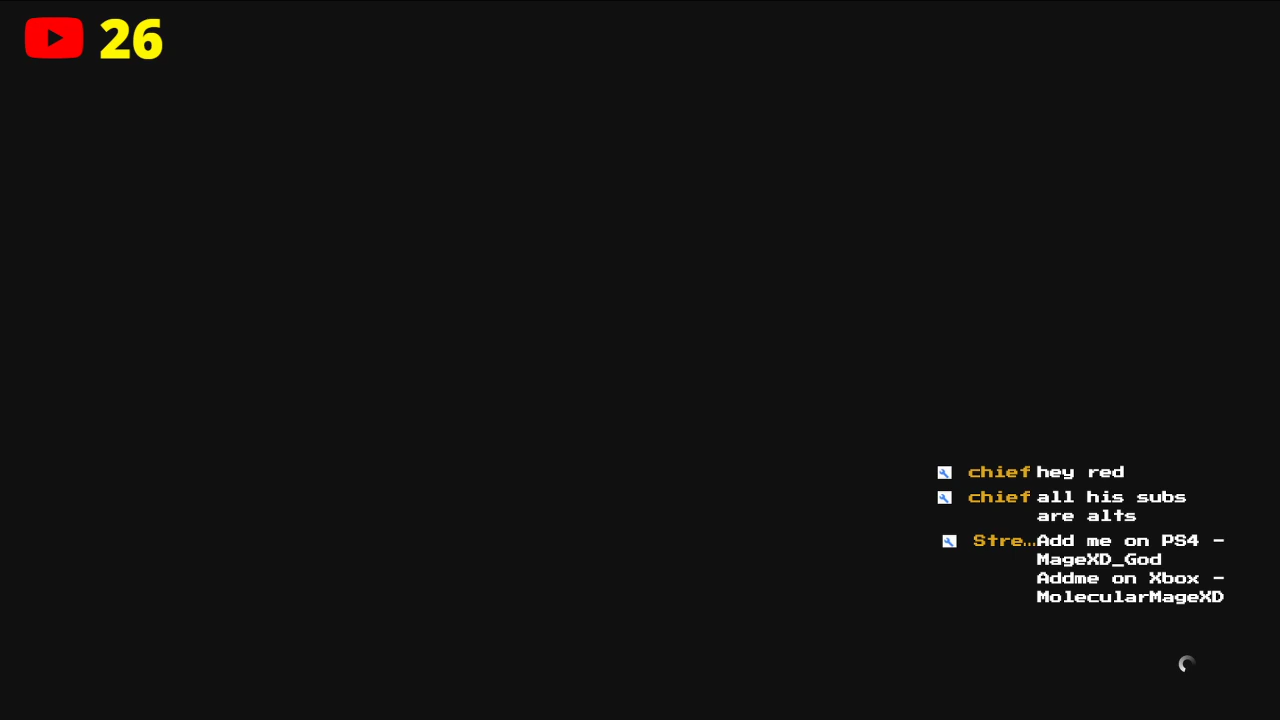 26
chief hey red
chief all his subs
are alts
Stre… Add me on PS4 -
MageXD_God
Addme on Xbox -
MolecularMageXD